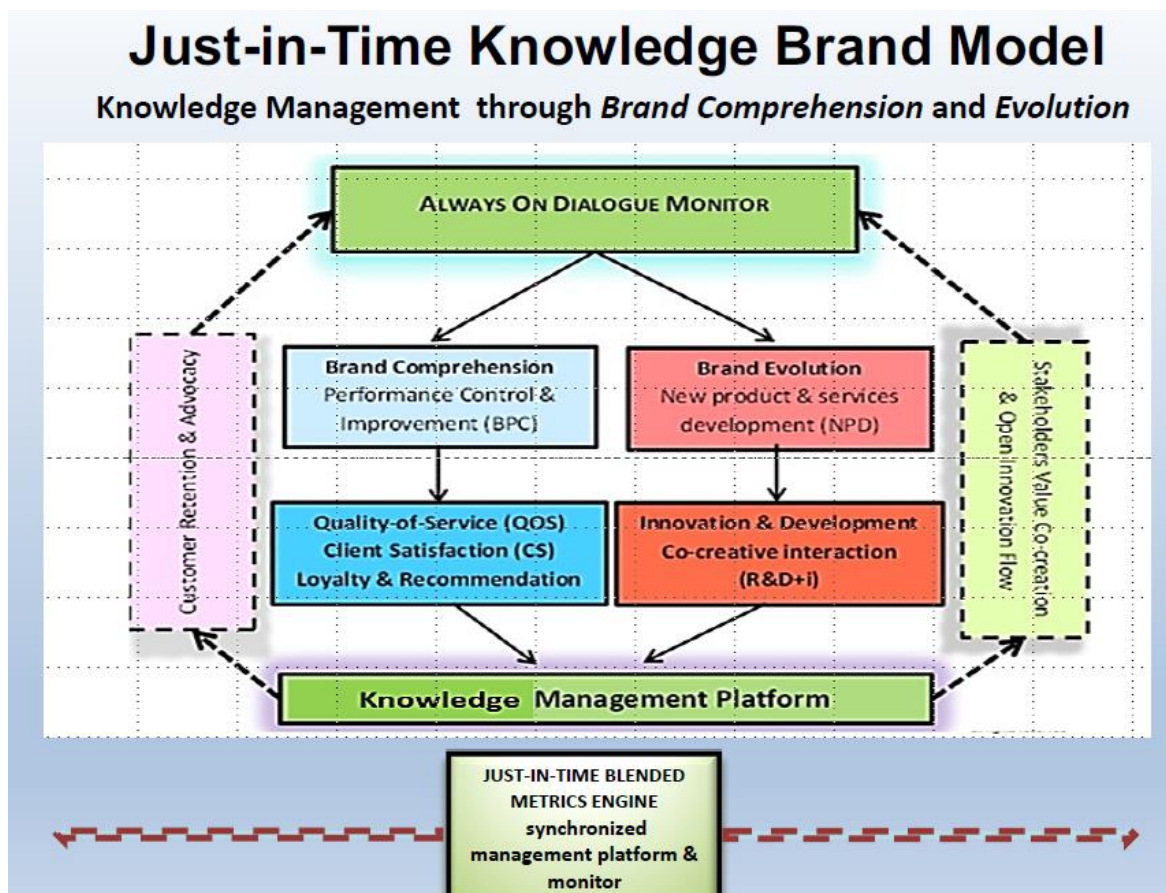 Just-in-Time Knowledge Brand Model
Knowledge Management through Brand Comprehension and Evolution
ALWAYS ON DIALOGUE MONITOR
Customer Retention & Advocacy
Brand Comprehension
Performance Control &
Improvement (BPC)
Brand Evolution
New product & services
development (NPD)
Stakeholders Value Co-creation
& Open Innovation Flow
Quality-of-Service (QOS)
Client Satisfaction (CS)
Loyalty & Recommendation
Innovation & Development
Co-creative interaction
(R&D+i)
Knowledge Management Platform
JUST-IN-TIME BLENDED
METRICS ENGINE
synchronized
management platform &
monitor